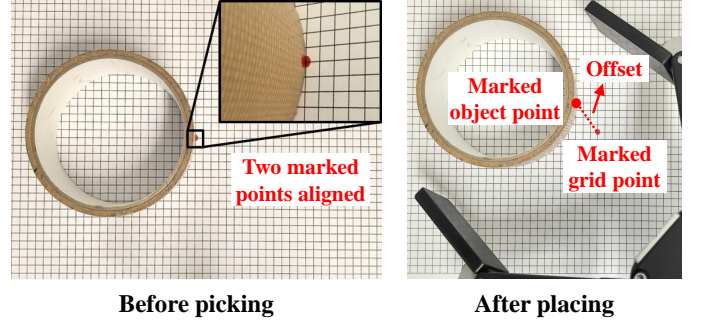 Two marked
points aligned
Before picking
Marked
object point
Offset
Marked
grid point
After placing